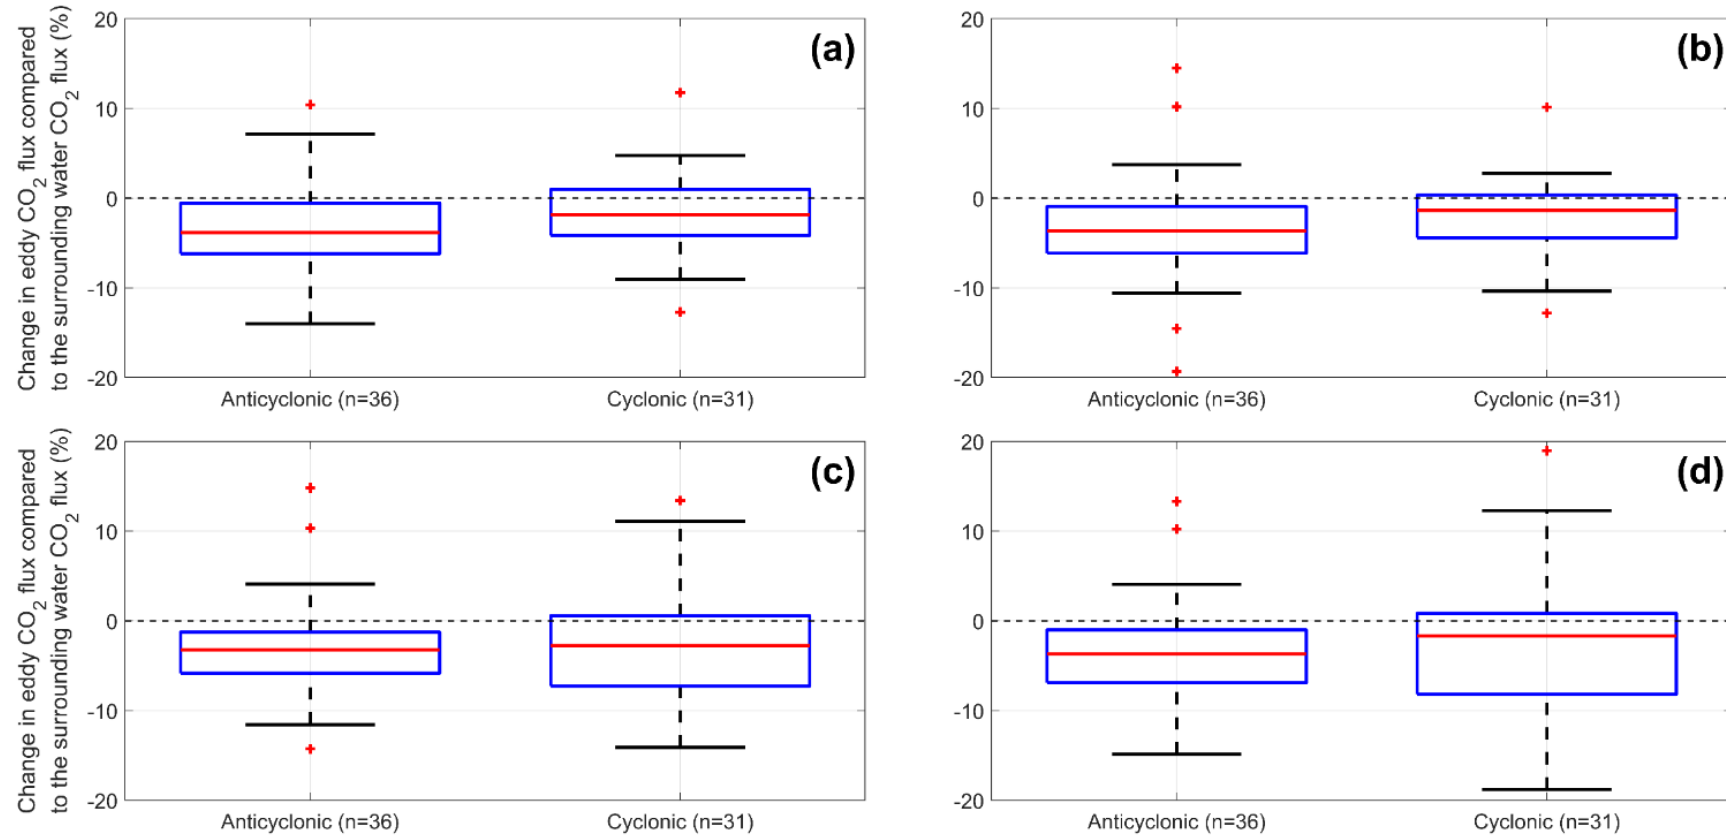 Change in eddy CO2 flux compared
to the surrounding water CO2 flux (%)
20
10
0
-10
-20
(a)
Anticyclonic (n=36)
Cyclonic (n=31)
20
10
0
-10
-20
(b)
Anticyclonic (n=36)
Cyclonic (n=31)
Change in eddy CO2 flux compared
to the surrounding water CO2 flux (%)
20
10
0
-10
-20
(c)
Anticyclonic (n=36)
Cyclonic (n=31)
20
10
0
-10
-20
(d)
Anticyclonic (n=36)
Cyclonic (n=31)